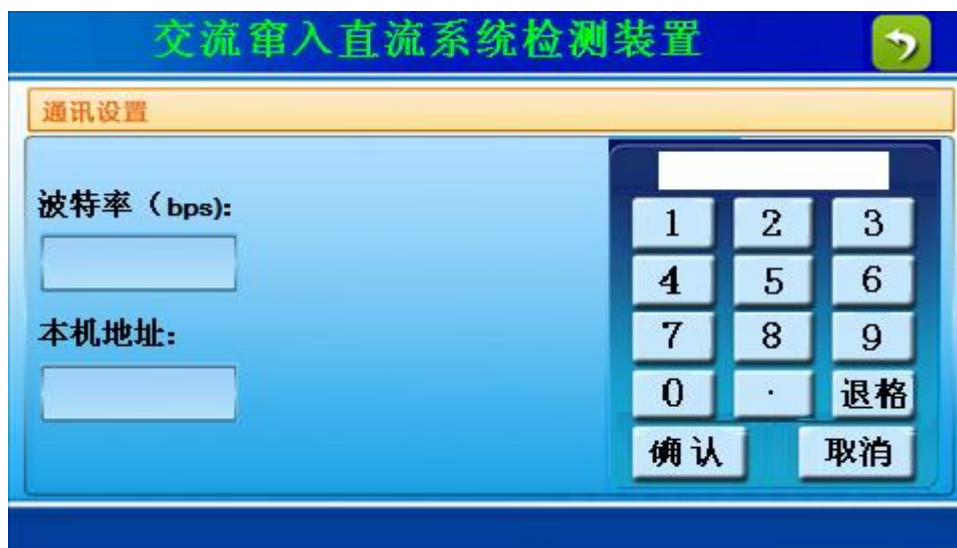 交流窜入直流系统检测装置
通讯设置
波特率（bps):
本机地址:
1 2 3
4 5 6
7 8 9
0 · 退格
确认 取消